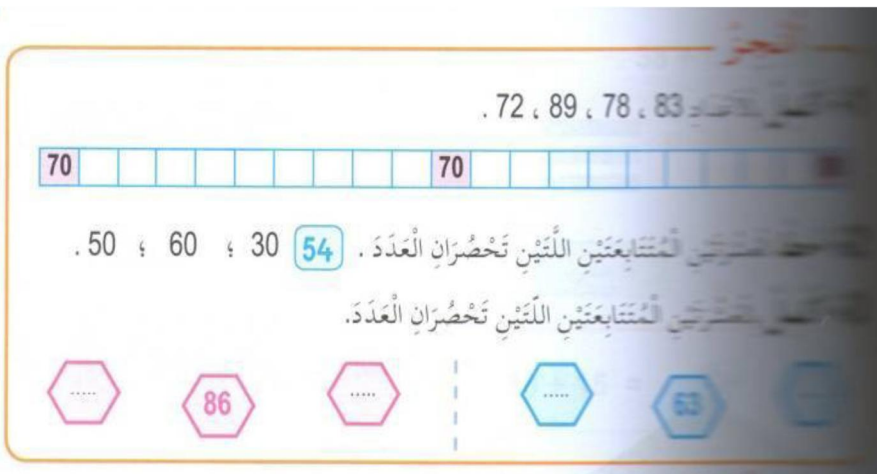 أُنْجِزُ
83 ، 78 ، 89 ، 72 .
70 70
الْمُتَتَابِعَتَيْنِ اللَّتَيْنِ تَحْصُرَانِ الْعَدَدَ . 54 30 ؛ 60 ؛ 50 .
الْمُتَتَابِعَتَيْنِ اللَّتَيْنِ تَحْصُرَانِ الْعَدَدَ.
63 ..... ..... 86 .....